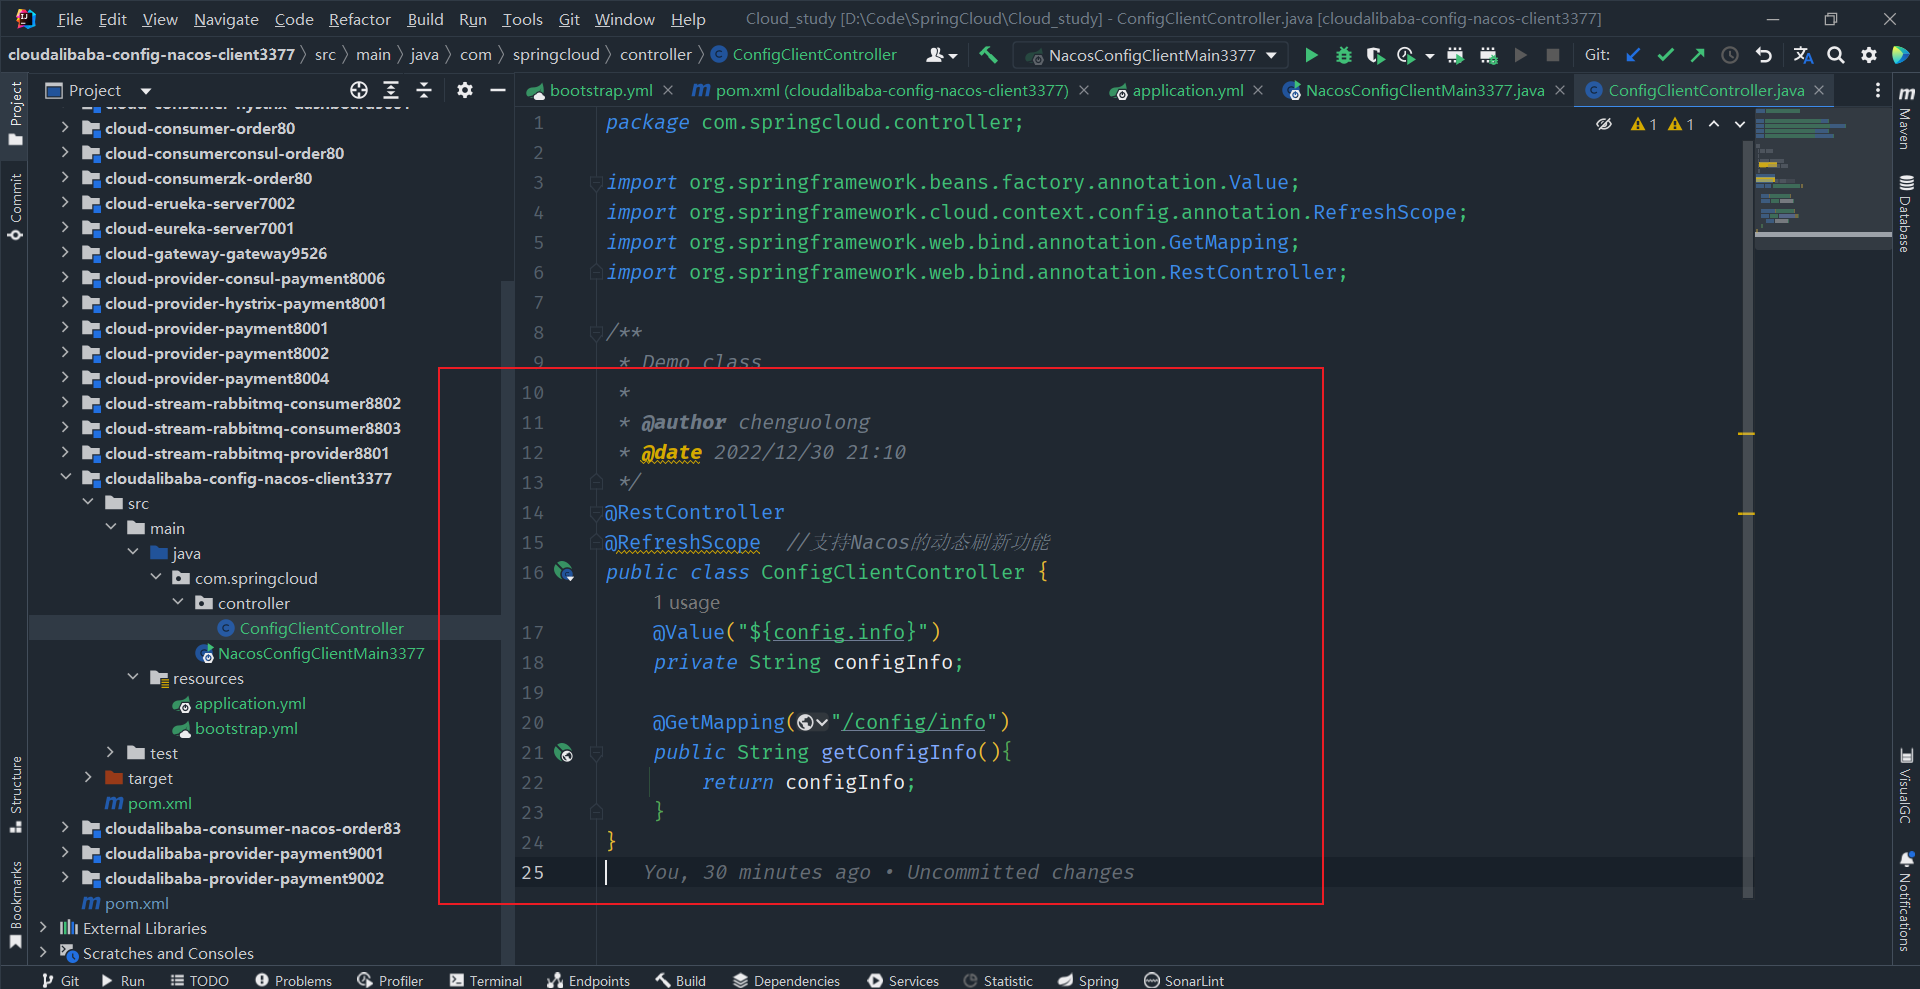 File Edit View Navigate Code Refactor Build Run Tools Git Window Help Cloud_study [D:\Code\SpringCloud\Cloud_study] - ConfigClientController.java [cloudalibaba-config-nacos-client3377]
cloudalibaba-config-nacos-client3377 src main java com springcloud controller ConfigClientController NacosConfigClientMain3377 Git:
Project
bootstrap.yml pom.xml (cloudalibaba-config-nacos-client3377) application.yml NacosConfigClientMain3377.java ConfigClientController.java
Project
Commit
Structure
Bookmarks
cloud-consumer-order80
cloud-consumerconsul-order80
cloud-consumerzk-order80
cloud-erueka-server7002
cloud-eureka-server7001
cloud-gateway-gateway9526
cloud-provider-consul-payment8006
cloud-provider-hystrix-payment8001
cloud-provider-payment8001
cloud-provider-payment8002
cloud-provider-payment8004
cloud-stream-rabbitmq-consumer8802
cloud-stream-rabbitmq-consumer8803
cloud-stream-rabbitmq-provider8801
cloudalibaba-config-nacos-client3377
src
main
java
com.springcloud
controller
ConfigClientController
NacosConfigClientMain3377
resources
application.yml
bootstrap.yml
test
target
pom.xml
cloudalibaba-consumer-nacos-order83
cloudalibaba-provider-payment9001
cloudalibaba-provider-payment9002
pom.xml
External Libraries
Scratches and Consoles
1 package com.springcloud.controller;
2
3 import org.springframework.beans.factory.annotation.Value;
4 import org.springframework.cloud.context.config.annotation.RefreshScope;
5 import org.springframework.web.bind.annotation.GetMapping;
6 import org.springframework.web.bind.annotation.RestController;
7
8 /**
9 * Demo class
10 *
11 * @author chenguolong
12 * @date 2022/12/30 21:10
13 */
14 @RestController
15 @RefreshScope //支持Nacos的动态刷新功能
16 public class ConfigClientController {
1 usage
17 @Value("${config.info}")
18 private String configInfo;
19
20 @GetMapping("/config/info")
21 public String getConfigInfo(){
22 return configInfo;
23 }
24 }
25 You, 30 minutes ago • Uncommitted changes
1 1
Maven
Database
VisualGC
Notifications
Git Run TODO Problems Profiler Terminal Endpoints Build Dependencies Services Statistic Spring SonarLint